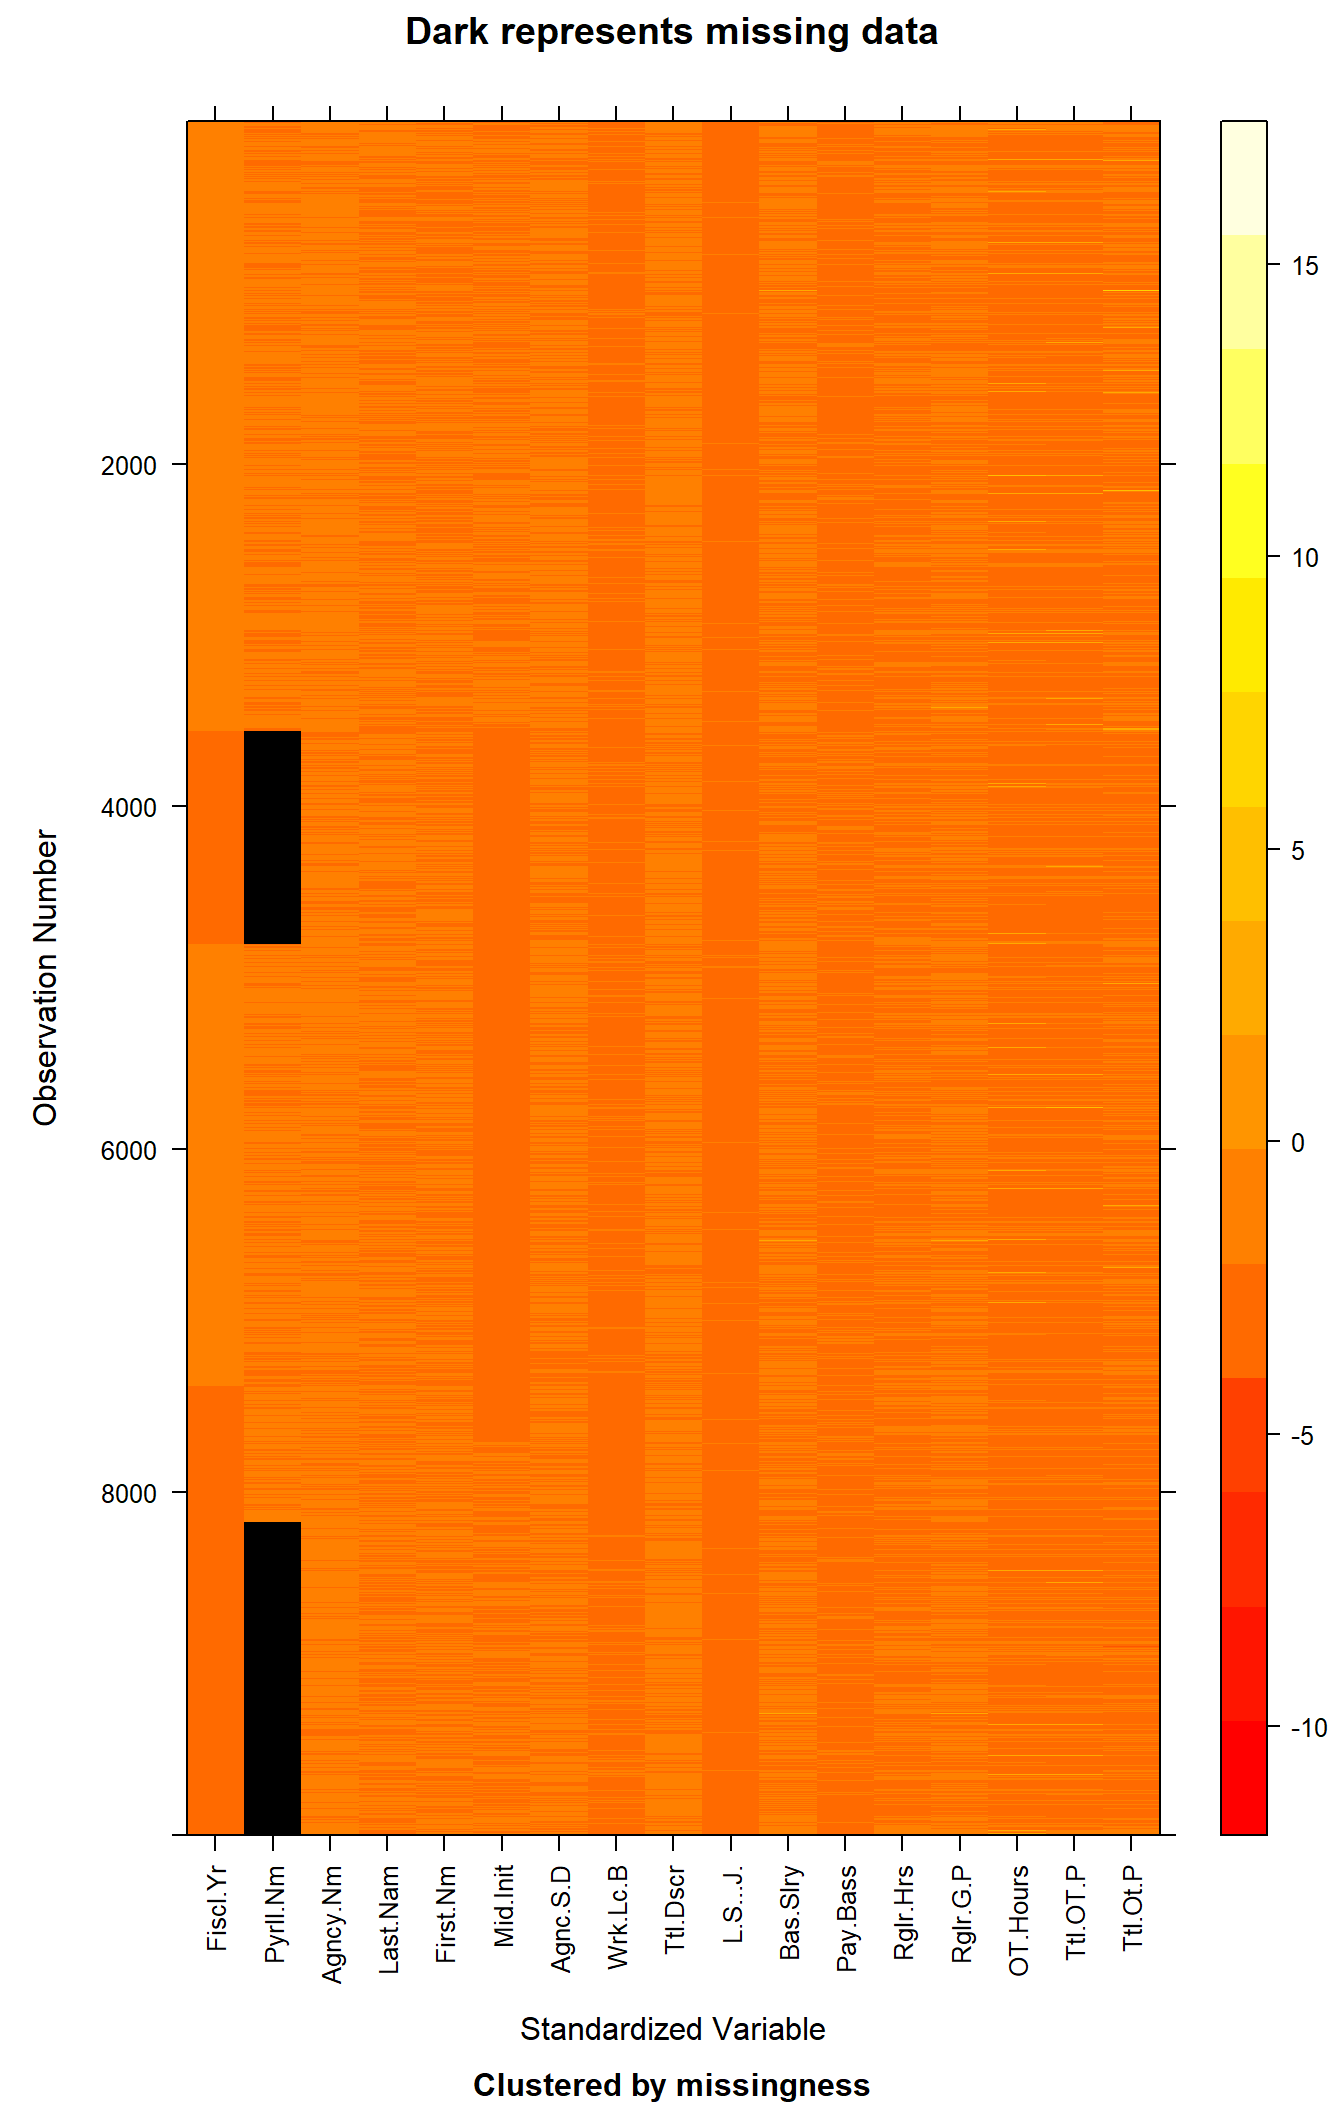 Dark represents missing data
Observation Number
2000
4000
6000
8000
15
10
5
0
-5
-10
Fiscl.Yr
Pyrll.Nm
Agncy.Nm
Last.Nam
First.Nm
Mid.Init
Agnc.S.D
Wrk.Lc.B
Ttl.Dscr
L.S...J.
Bas.Slry
Pay.Bass
Rglr.Hrs
Rglr.G.P
OT.Hours
Ttl.OT.P
Ttl.Ot.P
Standardized Variable
Clustered by missingness